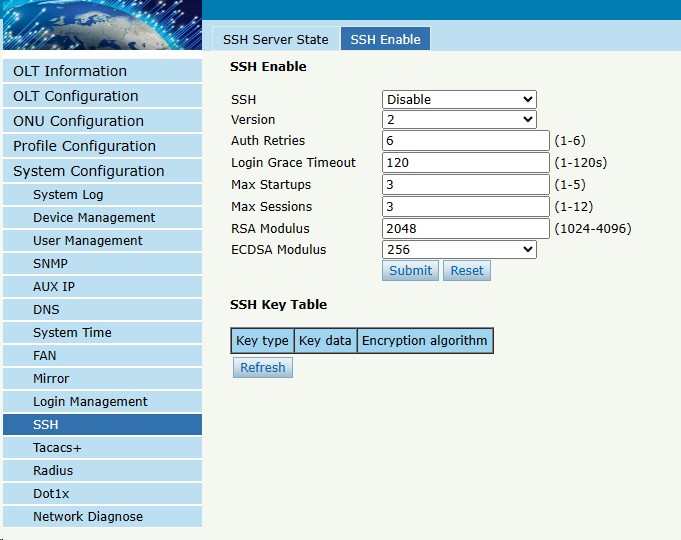 SSH Server State
SSH Enable
OLT Information
OLT Configuration
ONU Configuration
Profile Configuration
System Configuration
System Log
Device Management
User Management
SNMP
AUX IP
DNS
System Time
FAN
Mirror
Login Management
SSH
Tacacs+
Radius
Dot1x
Network Diagnose
SSH Enable
SSH Disable
Version 2
Auth Retries 6 (1-6)
Login Grace Timeout 120 (1-120s)
Max Startups 3 (1-5)
Max Sessions 3 (1-12)
RSA Modulus 2048 (1024-4096)
ECDSA Modulus 256
Submit Reset
SSH Key Table
Key type Key data Encryption algorithm
Refresh